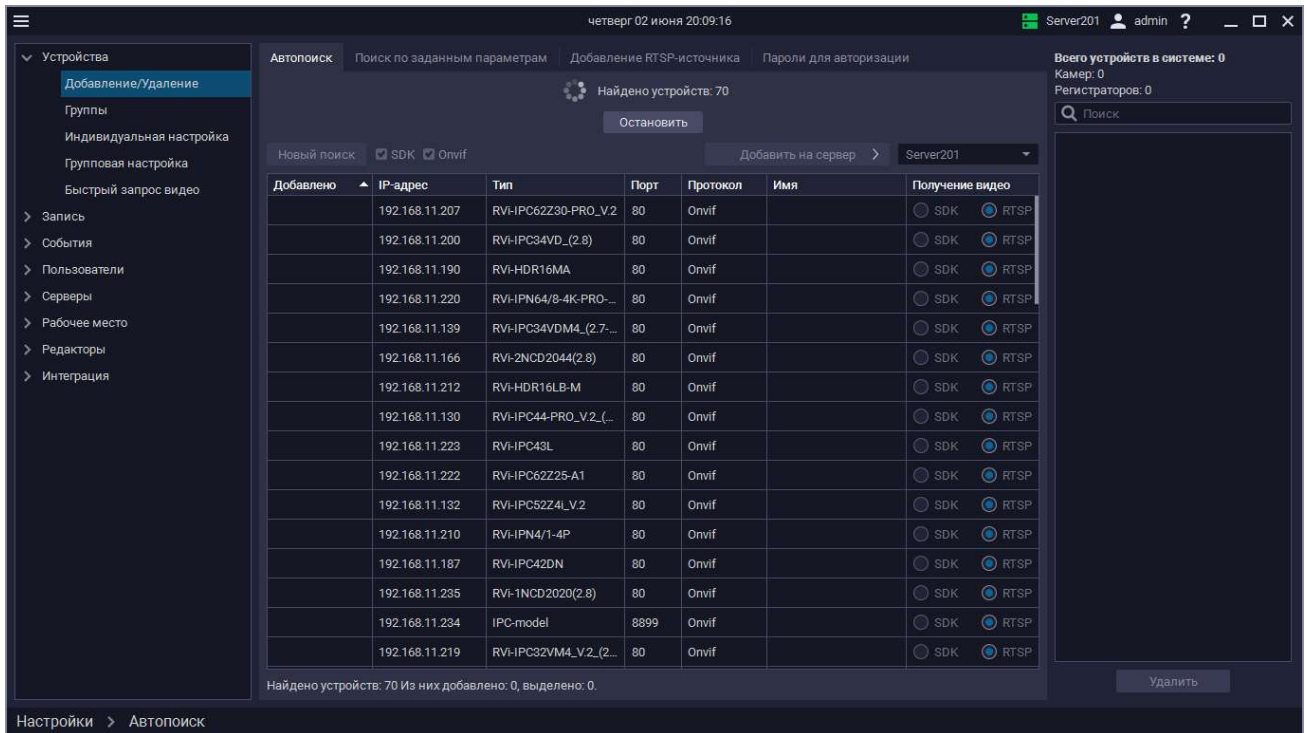 четверг 02 июня 20:09:16
Server201 admin ?
Устройства
Добавление/Удаление
Группы
Индивидуальная настройка
Групповая настройка
Быстрый запрос видео
Запись
События
Пользователи
Серверы
Рабочее место
Редакторы
Интеграция
Автопоиск Поиск по заданным параметрам Добавление RTSP-источника Пароли для авторизации
Найдено устройств: 70
Остановить
Новый поиск SDK Onvif Добавить на сервер > Server201
Добавлено IP-адрес Тип Порт Протокол Имя Получение видео
192.168.11.207 RVi-IPC62Z30-PRO_V.2 80 Onvif SDK RTSP
192.168.11.200 RVi-IPC34VD_(2.8) 80 Onvif SDK RTSP
192.168.11.190 RVi-HDR16MA 80 Onvif SDK RTSP
192.168.11.220 RVi-IPN64/8-4K-PRO-... 80 Onvif SDK RTSP
192.168.11.139 RVi-IPC34VDM4_(2.7-... 80 Onvif SDK RTSP
192.168.11.166 RVi-2NCD2044(2.8) 80 Onvif SDK RTSP
192.168.11.212 RVi-HDR16LB-M 80 Onvif SDK RTSP
192.168.11.130 RVi-IPC44-PRO_V.2_(... 80 Onvif SDK RTSP
192.168.11.223 RVi-IPC43L 80 Onvif SDK RTSP
192.168.11.222 RVi-IPC62Z25-A1 80 Onvif SDK RTSP
192.168.11.132 RVi-IPC52Z4i_V.2 80 Onvif SDK RTSP
192.168.11.210 RVi-IPN4/1-4P 80 Onvif SDK RTSP
192.168.11.187 RVi-IPC42DN 80 Onvif SDK RTSP
192.168.11.235 RVi-1NCD2020(2.8) 80 Onvif SDK RTSP
192.168.11.234 IPC-model 8899 Onvif SDK RTSP
192.168.11.219 RVi-IPC32VM4_V.2_(2... 80 Onvif SDK RTSP
Найдено устройств: 70 Из них добавлено: 0, выделено: 0.
Всего устройств в системе: 0
Камер: 0
Регистраторов: 0
Поиск
Удалить
Настройки > Автопоиск